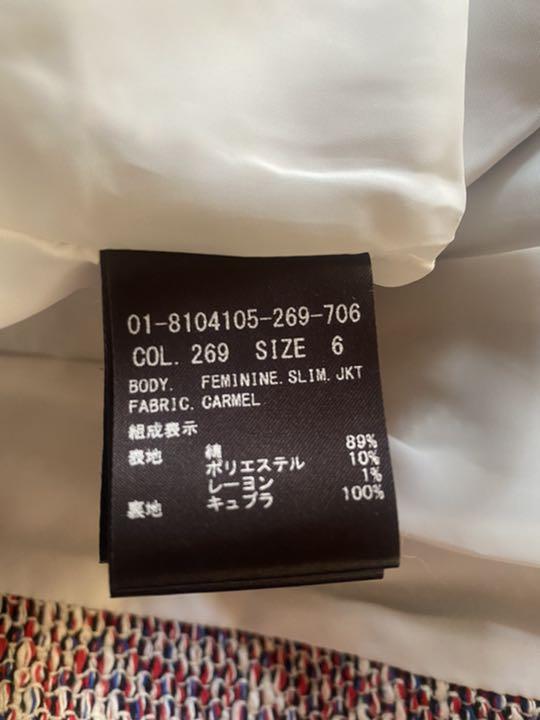 01-8104105-269-706
COL. 269 SIZE 6
BODY. FEMININE. SLIM. JKT
FABRIC. CARMEL
組成表示
表地 綿 89%
ポリエステル 10%
レーヨン 1%
裏地 キュプラ 100%